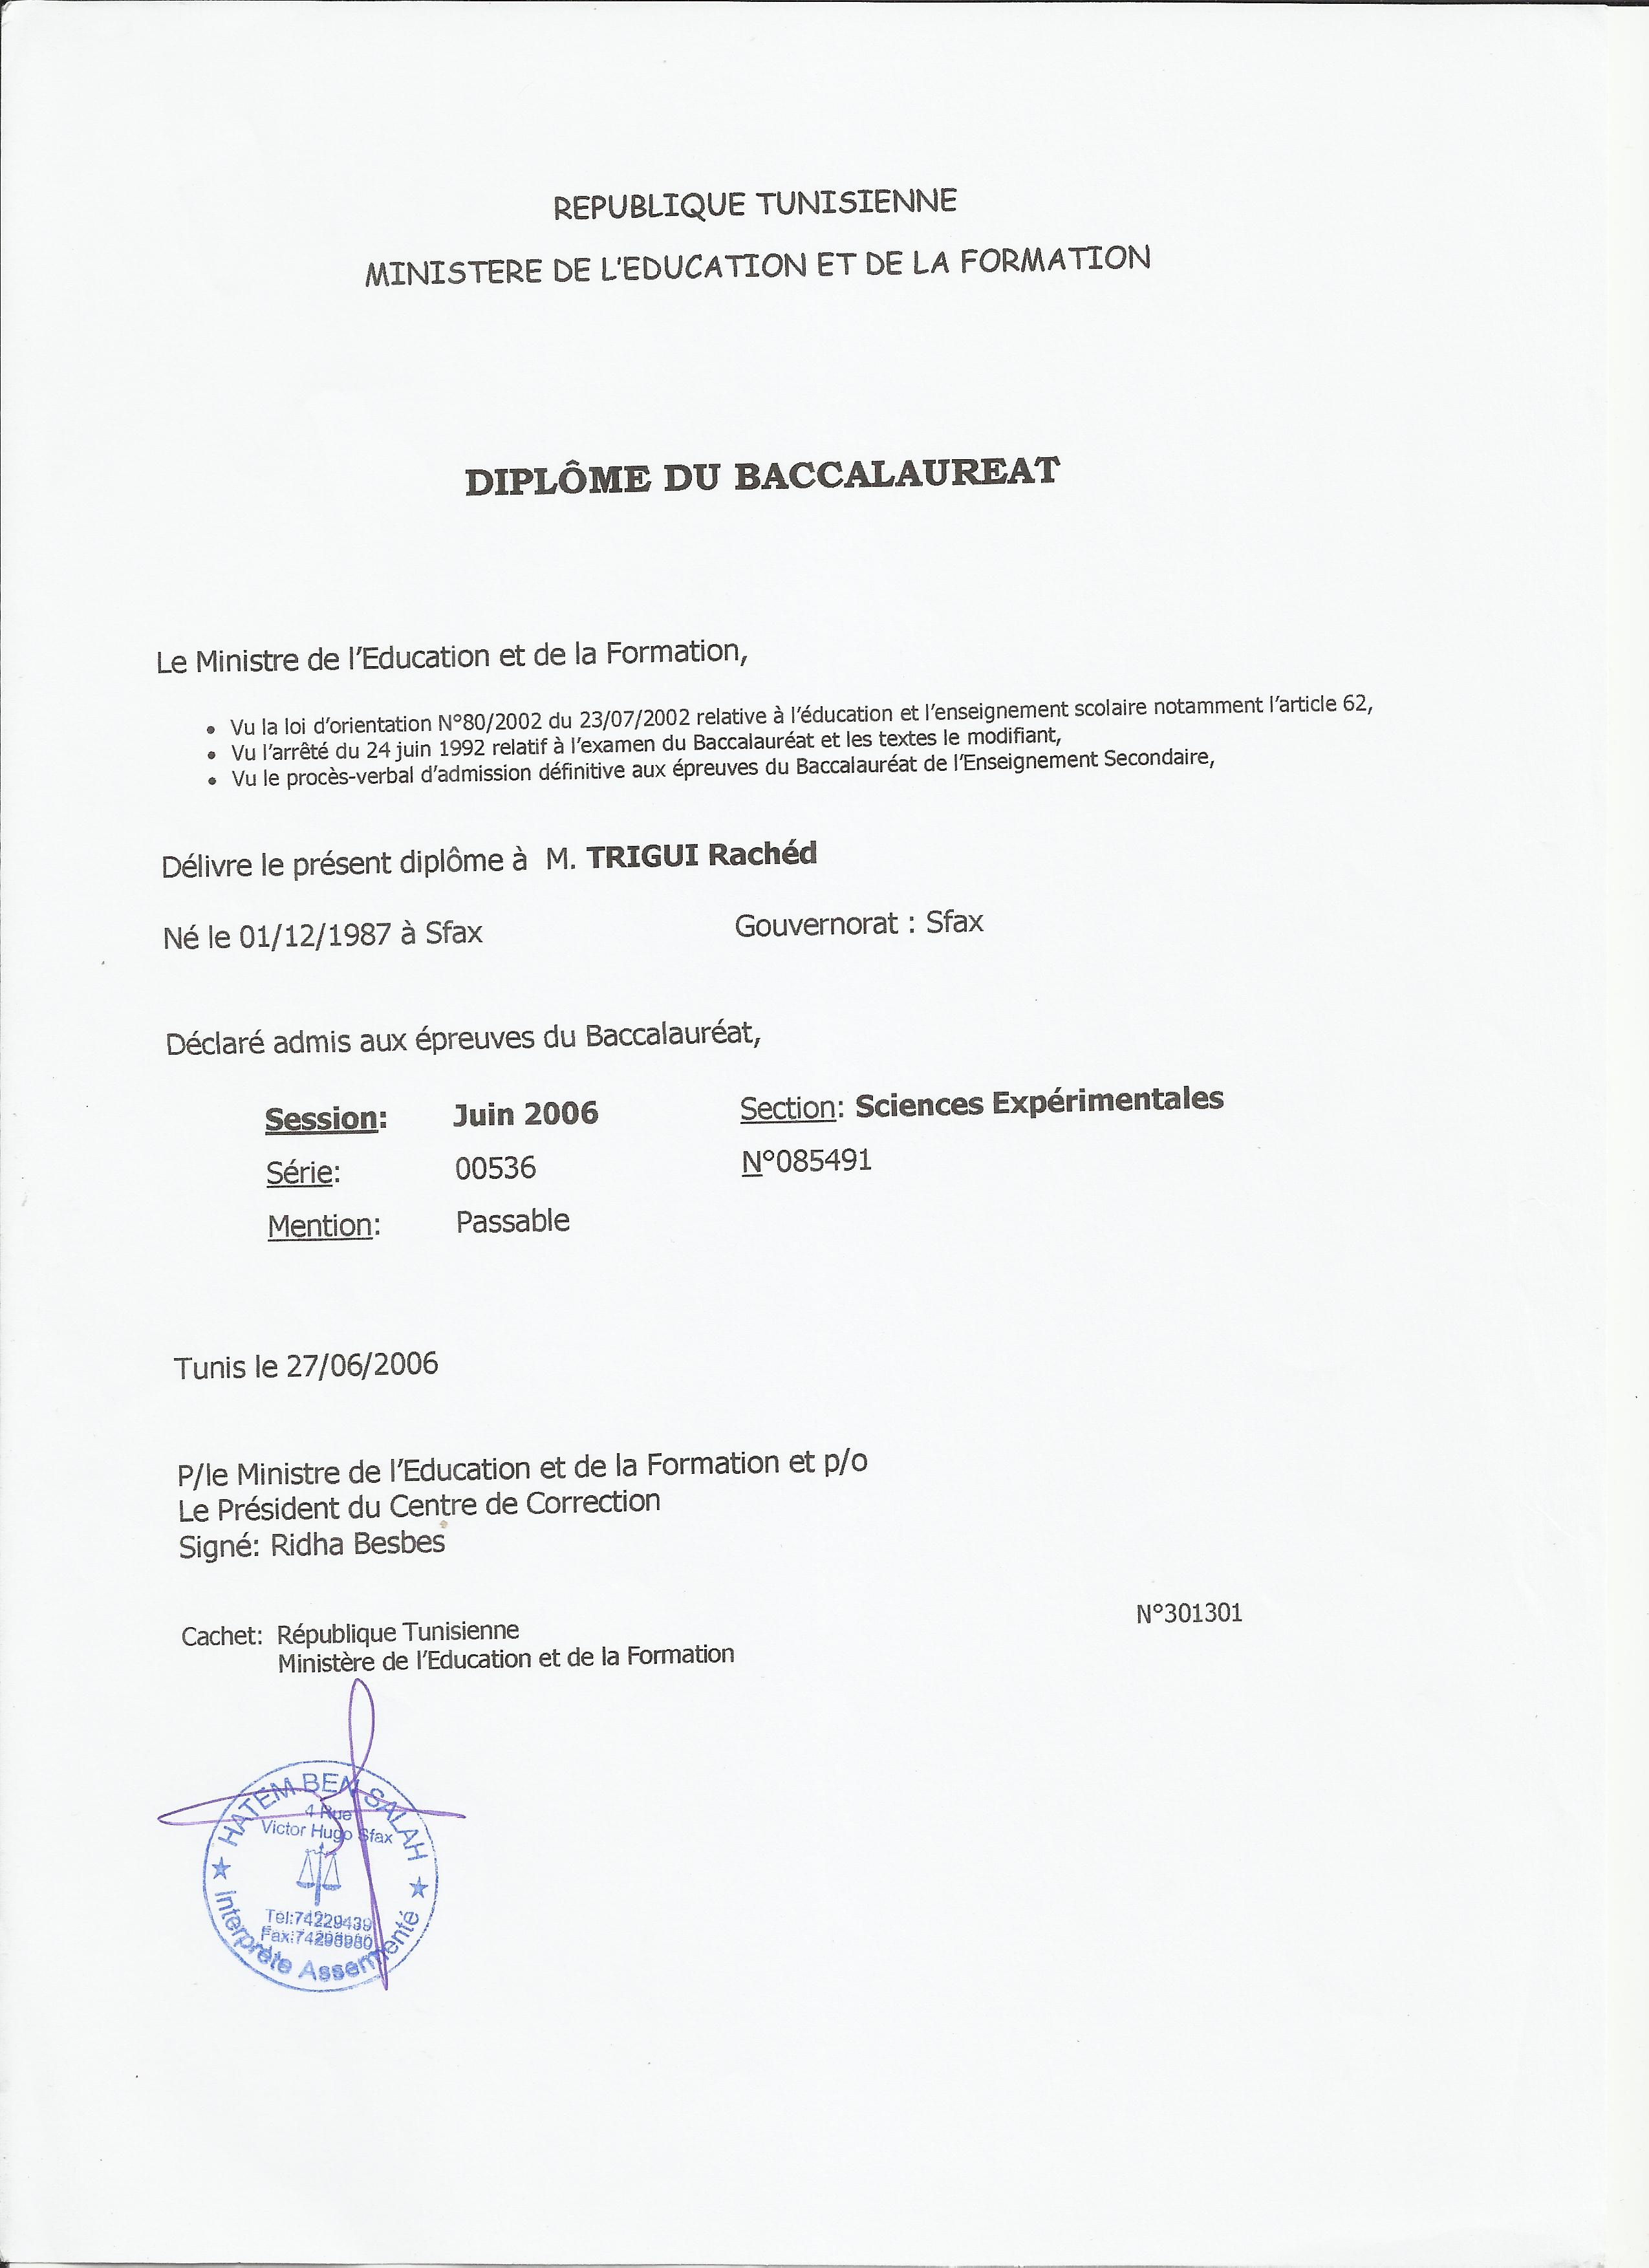 REPUBLIQUE TUNISIENNE
MINISTERE DE L'EDUCATION ET DE LA FORMATION
DIPLÔME DU BACCALAUREAT
Le Ministre de l'Education et de la Formation,
• Vu la loi d'orientation N°80/2002 du 23/07/2002 relative à l'éducation et l'enseignement scolaire notamment l'article 62,
• Vu l'arrêté du 24 juin 1992 relatif à l'examen du Baccalauréat et les textes le modifiant,
• Vu le procès-verbal d'admission définitive aux épreuves du Baccalauréat de l'Enseignement Secondaire,
Délivre le présent diplôme à M. TRIGUI Rachéd
Né le 01/12/1987 à Sfax Gouvernorat : Sfax
Déclaré admis aux épreuves du Baccalauréat,
Session: Juin 2006 Section: Sciences Expérimentales
Série: 00536 N°085491
Mention: Passable
Tunis le 27/06/2006
P/le Ministre de l'Education et de la Formation et p/o
Le Président du Centre de Correction
Signé: Ridha Besbes
N°301301
Cachet: République Tunisienne
Ministère de l'Education et de la Formation
HATEM BEN SALAH
4 Rue
Victor Hugo Sfax
Tel:74229439
Interprète Assermenté